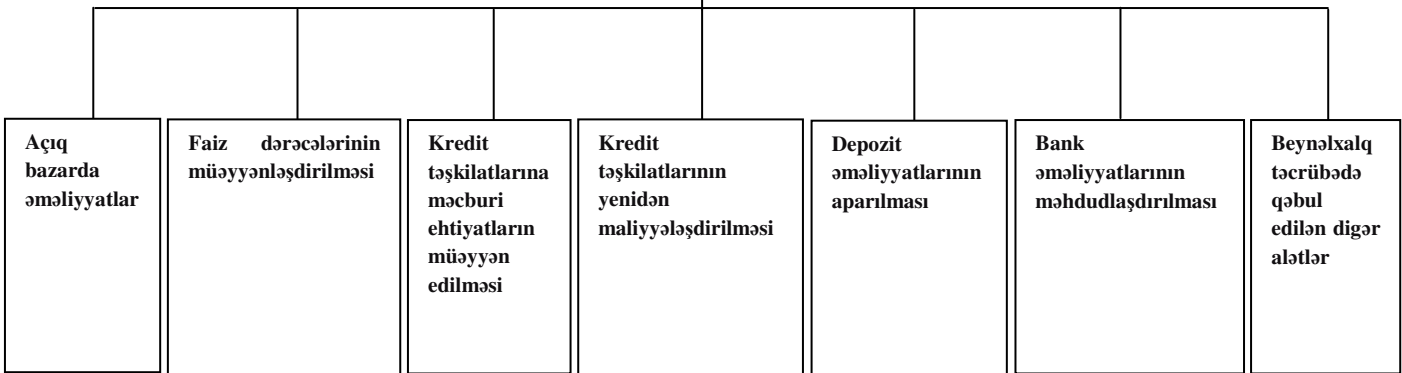 Açıq
bazarda
əməliyyatlar
Faiz dərəcələrinin
müəyyənləşdirilməsi
Kredit
təşkilatlarına
məcburi
ehtiyatların
müəyyən
edilməsi
Kredit
təşkilatlarının
yenidən
maliyyələşdirilməsi
Depozit
əməliyyatlarının
aparılması
Bank
əməliyyatlarının
məhdudlaşdırılması
Beynəlxalq
təcrübədə
qəbul
edilən digər
alətlər